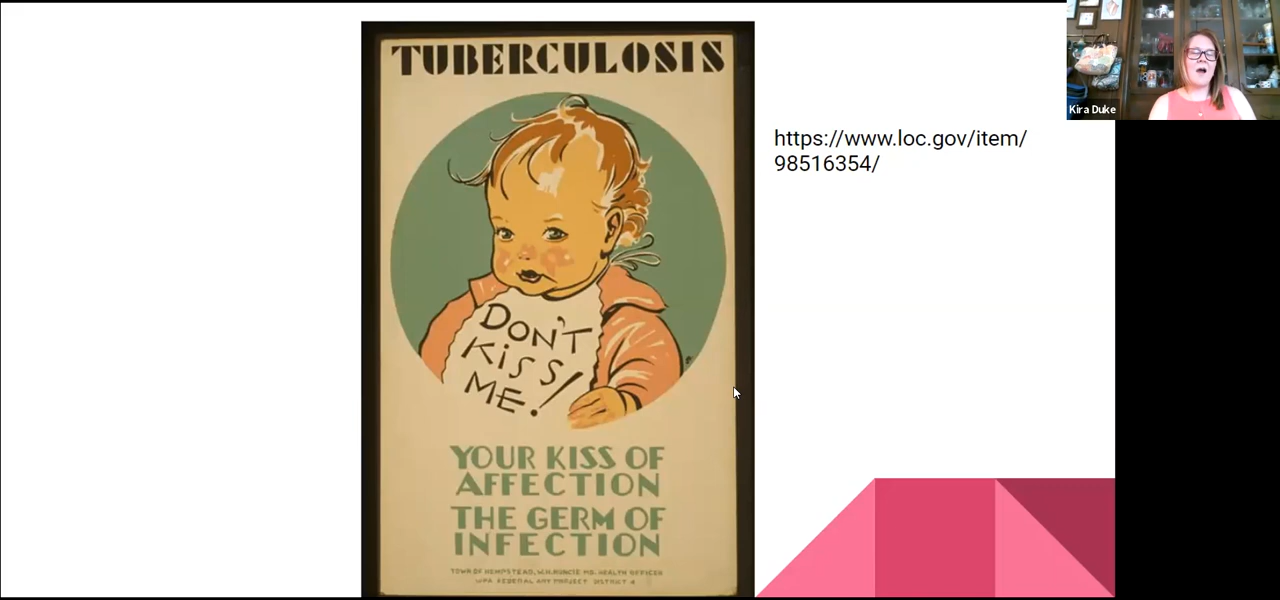 TUBERCULOSIS
DON'T
KISS
ME!
YOUR KISS OF
AFFECTION
THE GERM OF
INFECTION
TOWN OF HEMPSTEAD, W.H. RUNCIE MD. HEALTH OFFICER
WPA FEDERAL ART PROJECT DISTRICT 4
https://www.loc.gov/item/
98516354/
Kira Duke